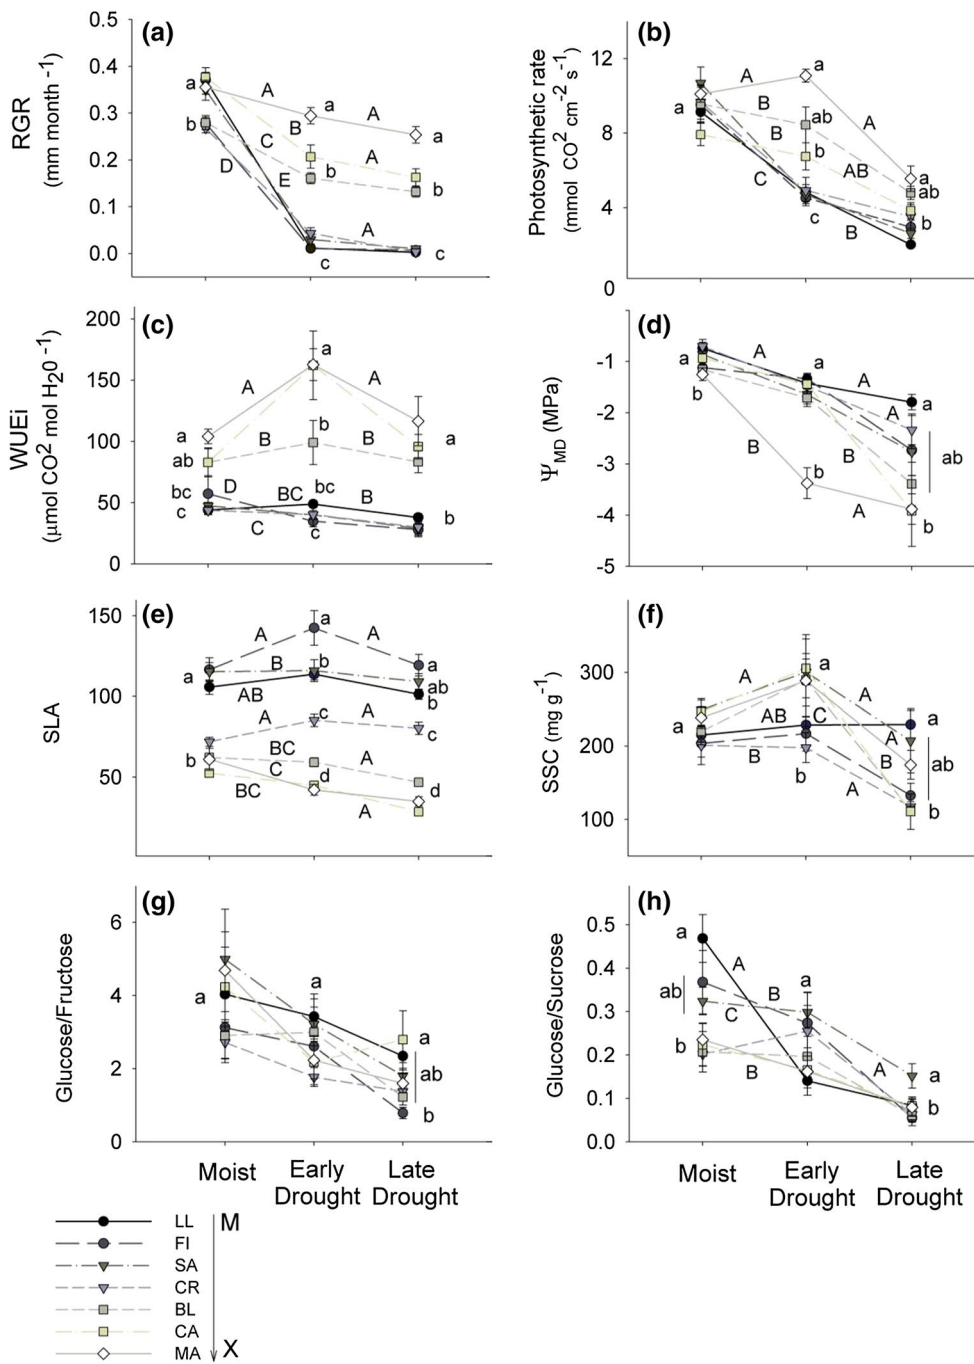 (a)
RGR
(mm month -1)
0.5
0.4
0.3
0.2
0.1
0.0
a
b
A
B
C
D
E
a
b
c
A
A
A
a
b
c
(b)
Photosynthetic rate
(mmol CO2 cm-2 s-1)
12
8
4
0
a
A
B
B
C
a
ab
b
c
A
AB
B
a
ab
b
(c)
WUEi
(μmol CO2 mol H20 -1)
200
150
100
50
0
a
ab
bc
c
A
B
D
BC
C
a
b
bc
c
A
B
B
a
b
(d)
ΨMD (MPa)
-1
-2
-3
-4
-5
a
b
A
B
a
b
A
A
B
A
a
ab
b
(e)
SLA
150
100
50
a
b
A
B
AB
A
BC
C
BC
a
b
c
d
A
A
A
A
a
ab
b
c
d
(f)
SSC (mg g-1)
300
200
100
a
A
AB
B
a
b
A
C
A
B
A
a
ab
b
(g)
Glucose/Fructose
6
4
2
0
a
a
a
ab
b
Moist
Early
Drought
Late
Drought
(h)
Glucose/Sucrose
0.5
0.4
0.3
0.2
0.1
0.0
a
ab
b
A
B
C
B
a
A
a
b
Moist
Early
Drought
Late
Drought
LL
FI
SA
CR
BL
CA
MA
M
X